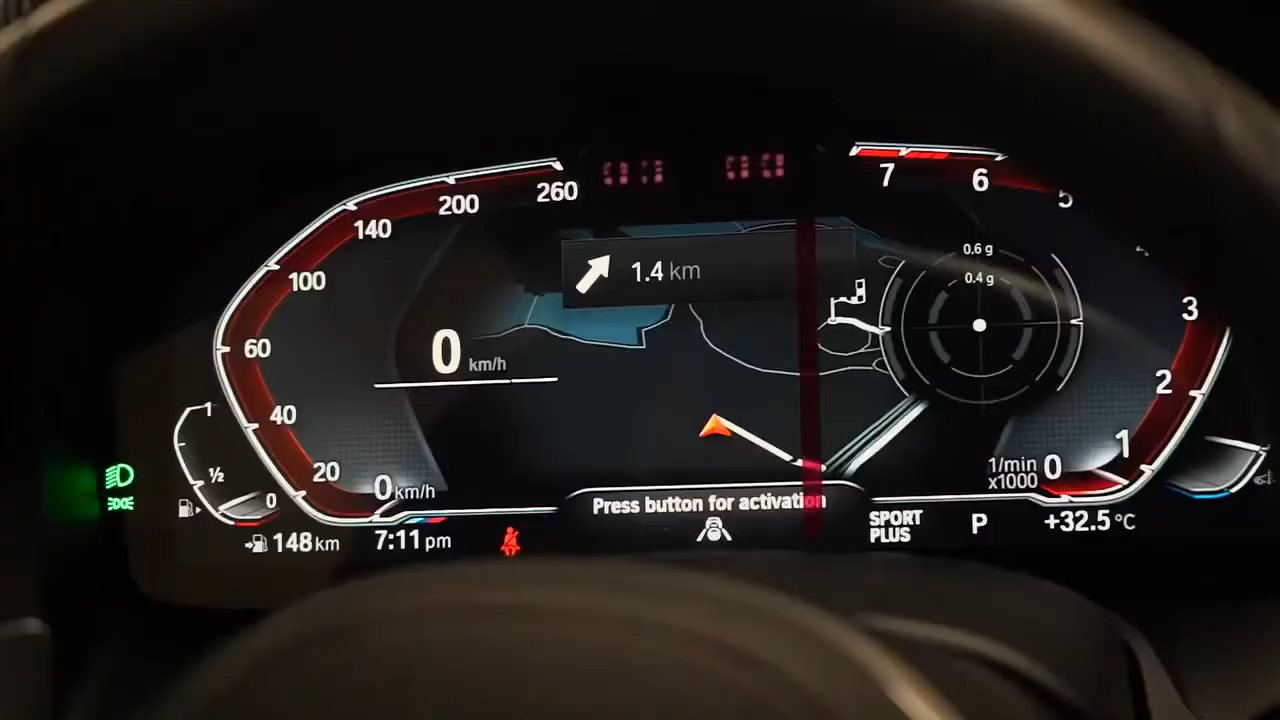 260
200
140
100
60
40
20
0 km/h
0 km/h
1.4 km
7
6
5
3
2
1
0
1/min
x1000
0.6 g
0.4 g
1
½
0
Press button for activation
148 km
7:11 pm
SPORT
PLUS
P
+32.5 °C